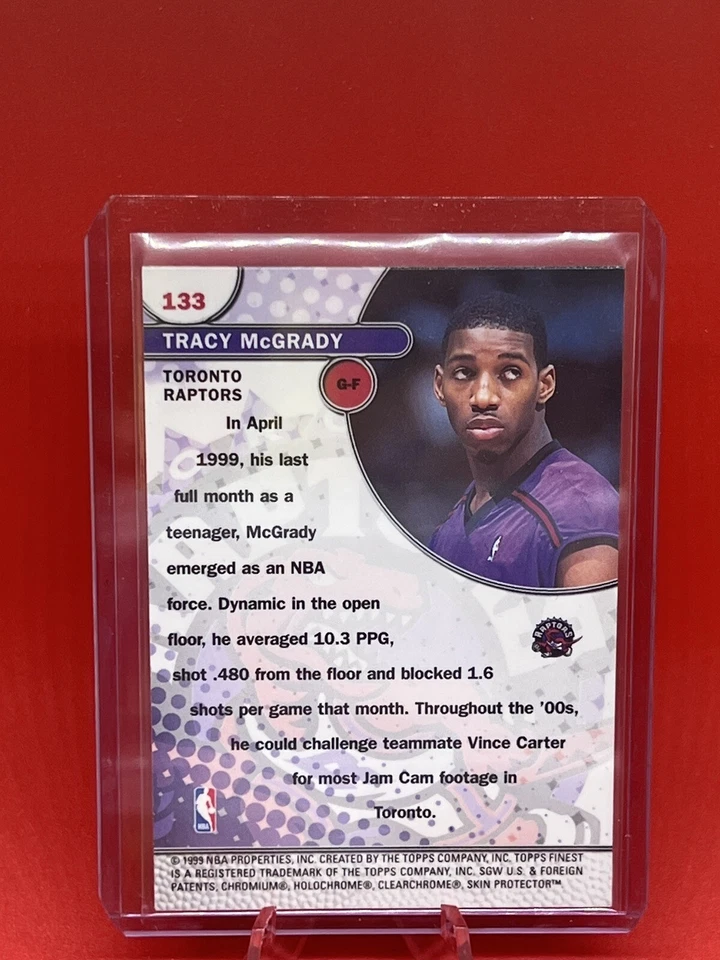 133
TRACY McGRADY
TORONTO
RAPTORS
G-F
In April
1999, his last
full month as a
teenager, McGrady
emerged as an NBA
force. Dynamic in the open
floor, he averaged 10.3 PPG,
shot .480 from the floor and blocked 1.6
shots per game that month. Throughout the '00s,
he could challenge teammate Vince Carter
for most Jam Cam footage in
Toronto.
RAPTORS
NBA
© 1999 NBA PROPERTIES, INC. CREATED BY THE TOPPS COMPANY, INC. TOPPS FINEST
IS A REGISTERED TRADEMARK OF THE TOPPS COMPANY, INC. SGW U.S. & FOREIGN
PATENTS, CHROMIUM®, HOLOCHROME®, CLEARCHROME®, SKIN PROTECTOR™.